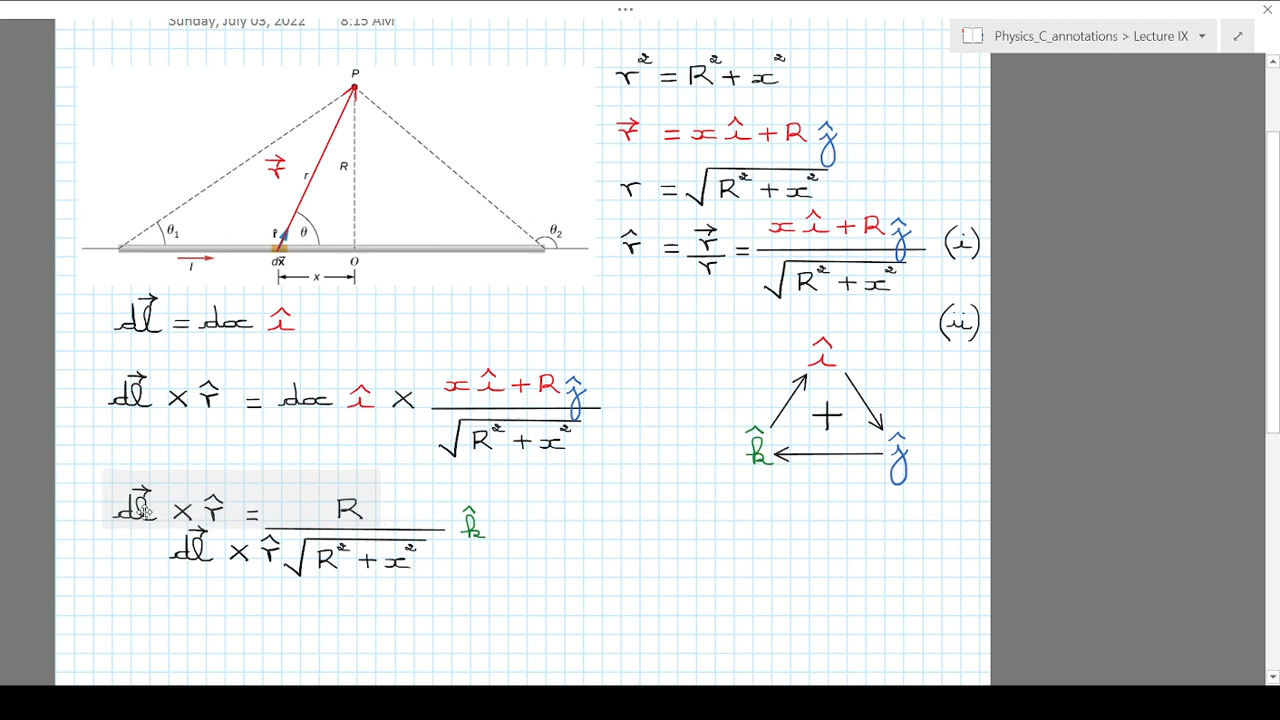 Sunday, July 03, 2022 8:15 AM
Physics_C_annotations > Lecture IX
P
r⃗
r
R
θ₁
r̂
θ
θ₂
I
dx⃗
O
x
r² = R² + x²
r⃗ = x î + R ĵ
r = √(R² + x²)
r̂ = r⃗/r = (x î + R ĵ)/√(R² + x²) (i)
dl⃗ = dx î (ii)
dl⃗ × r̂ = dx î × (x î + R ĵ)/√(R² + x²)
î
+
k̂ ĵ
dl⃗ × r̂ = R/√(R² + x²) k̂
dl⃗ × r̂